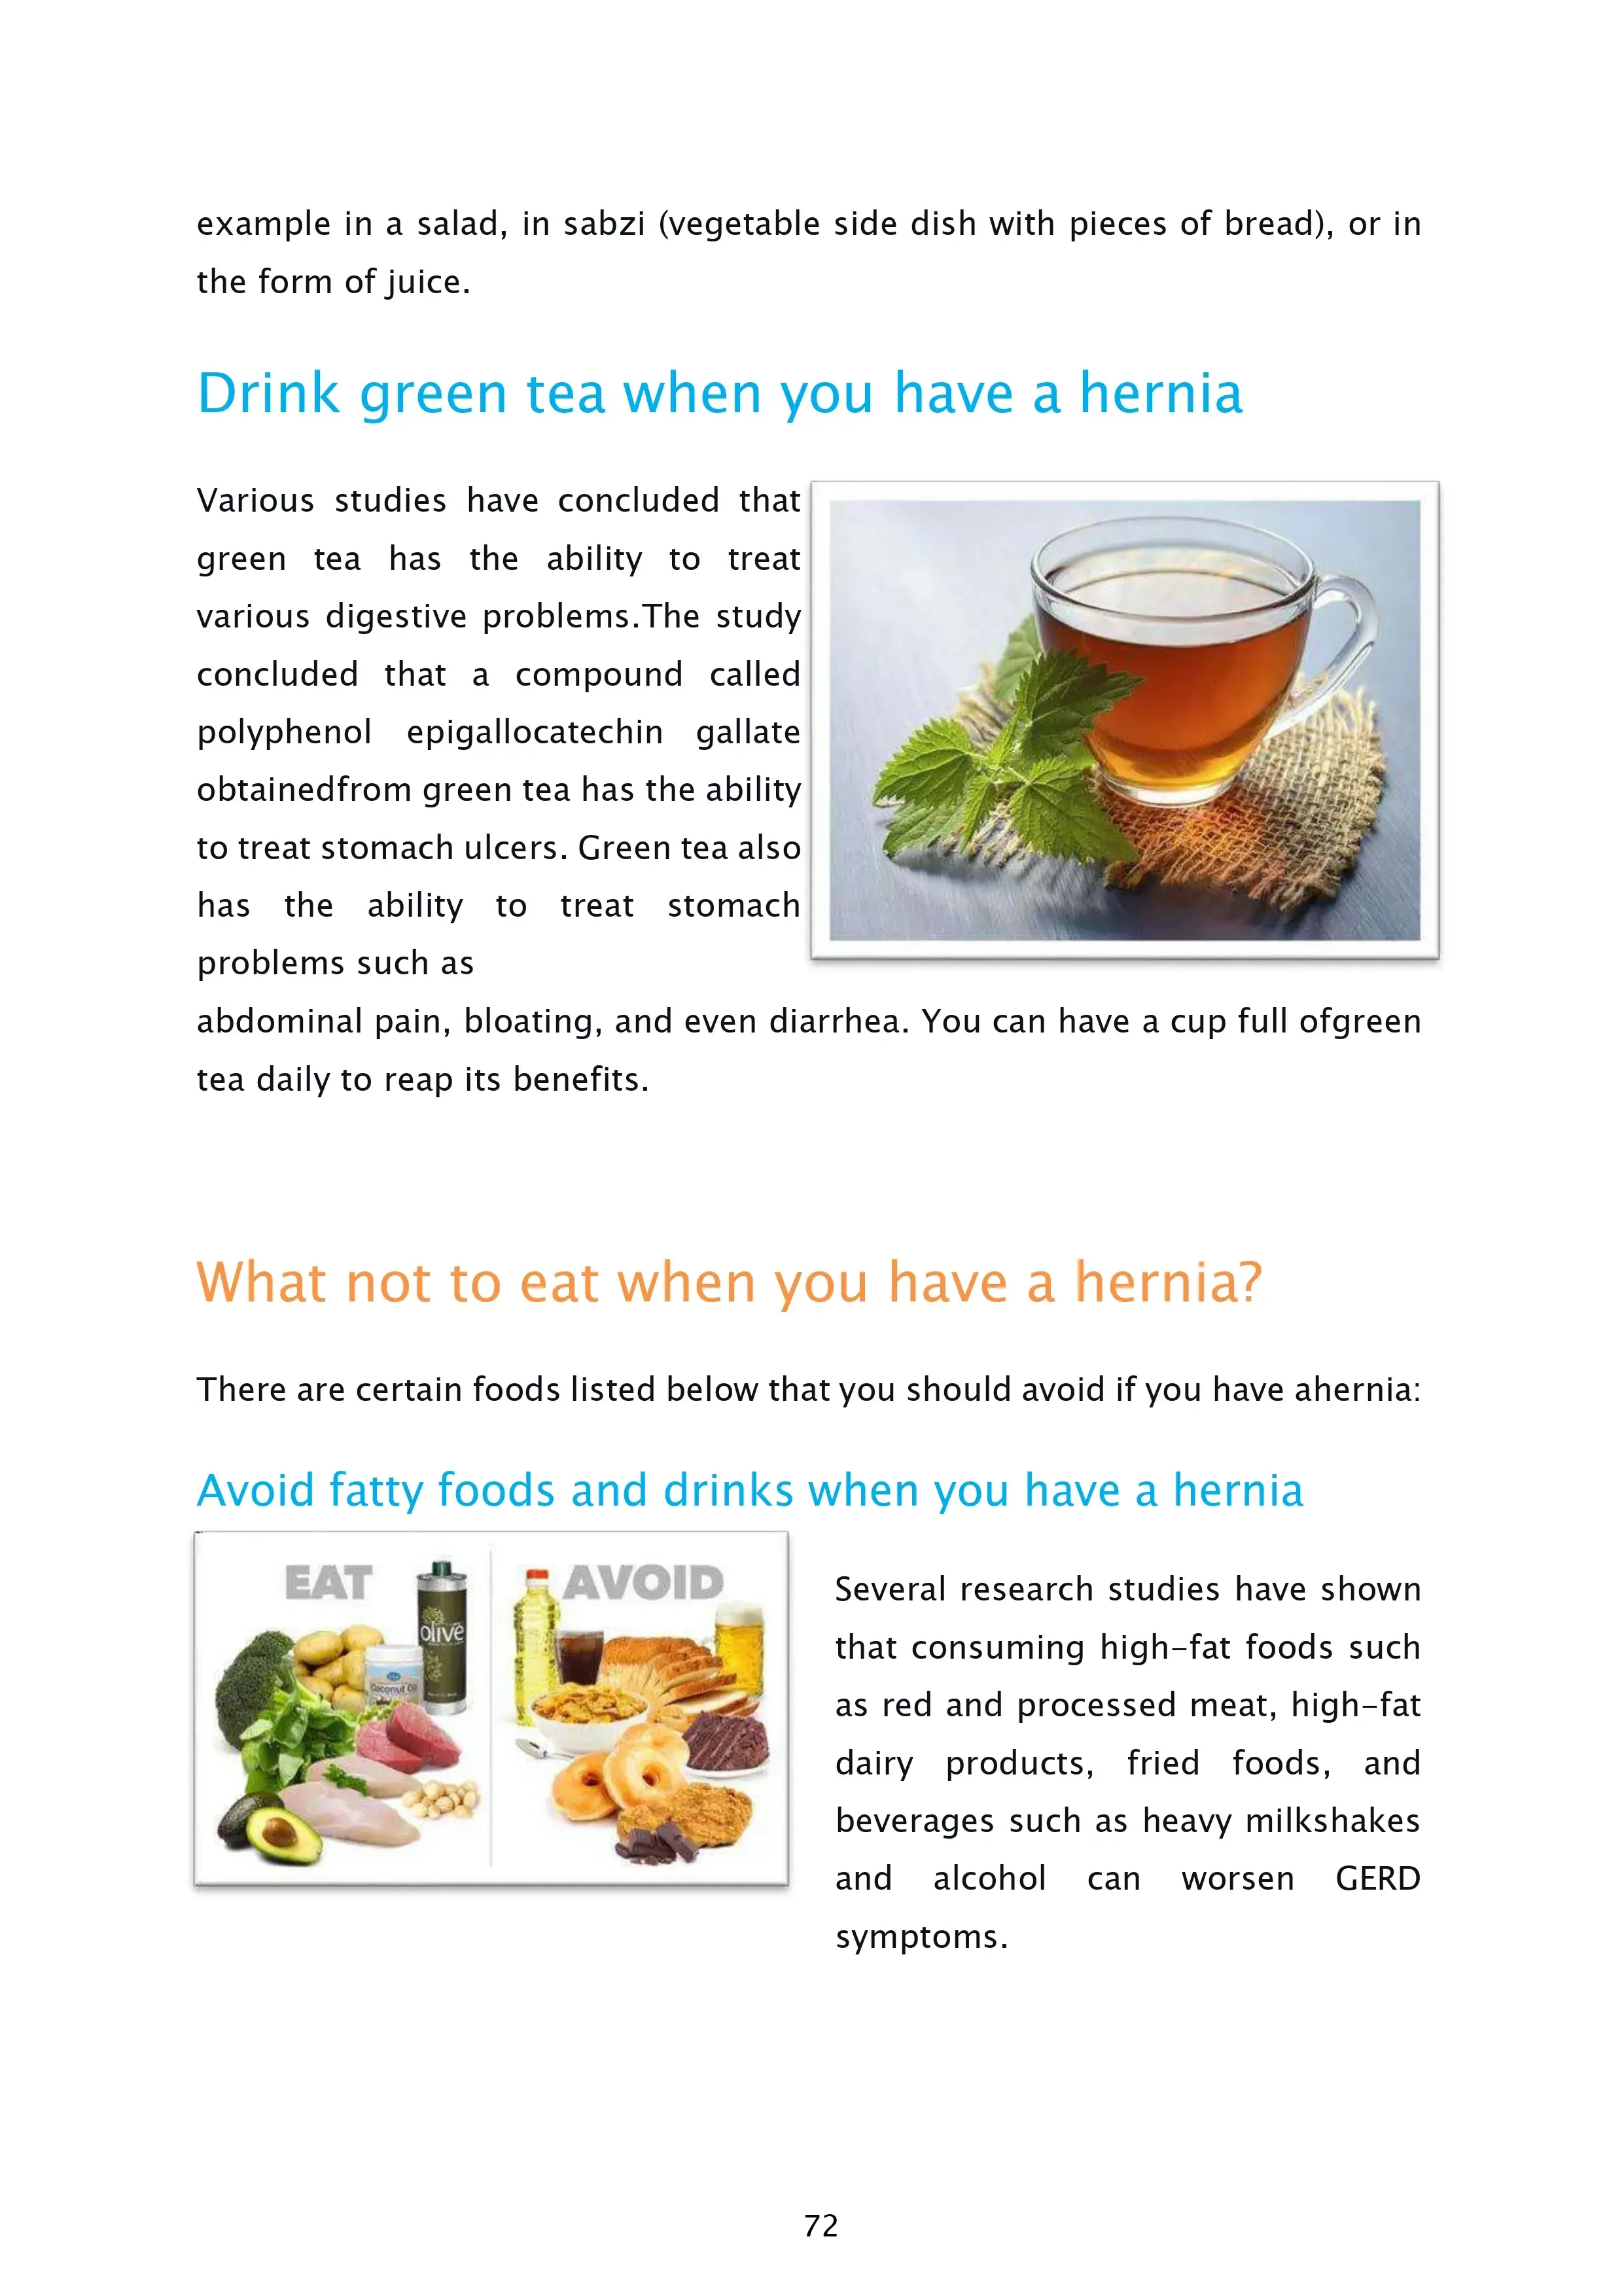 example in a salad, in sabzi (vegetable side dish with pieces of bread), or in
the form of juice.
Drink green tea when you have a hernia
Various studies have concluded that
green tea has the ability to treat
various digestive problems.The study
concluded that a compound called
polyphenol epigallocatechin gallate
obtainedfrom green tea has the ability
to treat stomach ulcers. Green tea also
has the ability to treat stomach
problems such as
abdominal pain, bloating, and even diarrhea. You can have a cup full ofgreen
tea daily to reap its benefits.
What not to eat when you have a hernia?
There are certain foods listed below that you should avoid if you have ahernia:
Avoid fatty foods and drinks when you have a hernia
EAT
AVOID
olive
Coconut Oil
Several research studies have shown
that consuming high-fat foods such
as red and processed meat, high-fat
dairy products, fried foods, and
beverages such as heavy milkshakes
and alcohol can worsen GERD
symptoms.
72